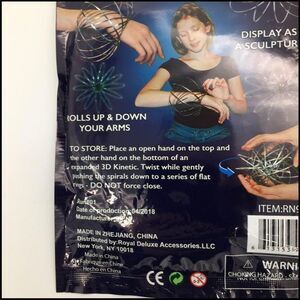 DISPLAY AS
A SCULPTUR
OLLS UP & DOWN
YOUR ARMS
TO STORE: Place an open hand on the top and
the other hand on the bottom of an
expanded 3D Kinetic. Twist while gently
pushing the spirals down to a series of flat
rings - DO NOT force close.
Date of production: 04/2018
MADE IN ZHEJIANG, CHINA
Distributed by: Royal Deluxe Accessories.LLC
New York, NY 10018
Made in China
Fabriqué en Chine
Hecho en China
CE
ITEM:RN9
WARNI
CHOKING HAZARD